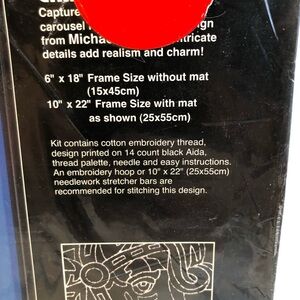 Capture
carousel
from Michae
details add realism and charm!
6" x 18" Frame Size without mat
(15x45cm)
10" x 22" Frame Size with mat
as shown (25x55cm)
Kit contains cotton embroidery thread,
design printed on 14 count black Aida,
thread palette, needle and easy instructions.
An embroidery hoop or 10" x 22" (25x55cm)
needlework stretcher bars are
recommended for stitching this design.